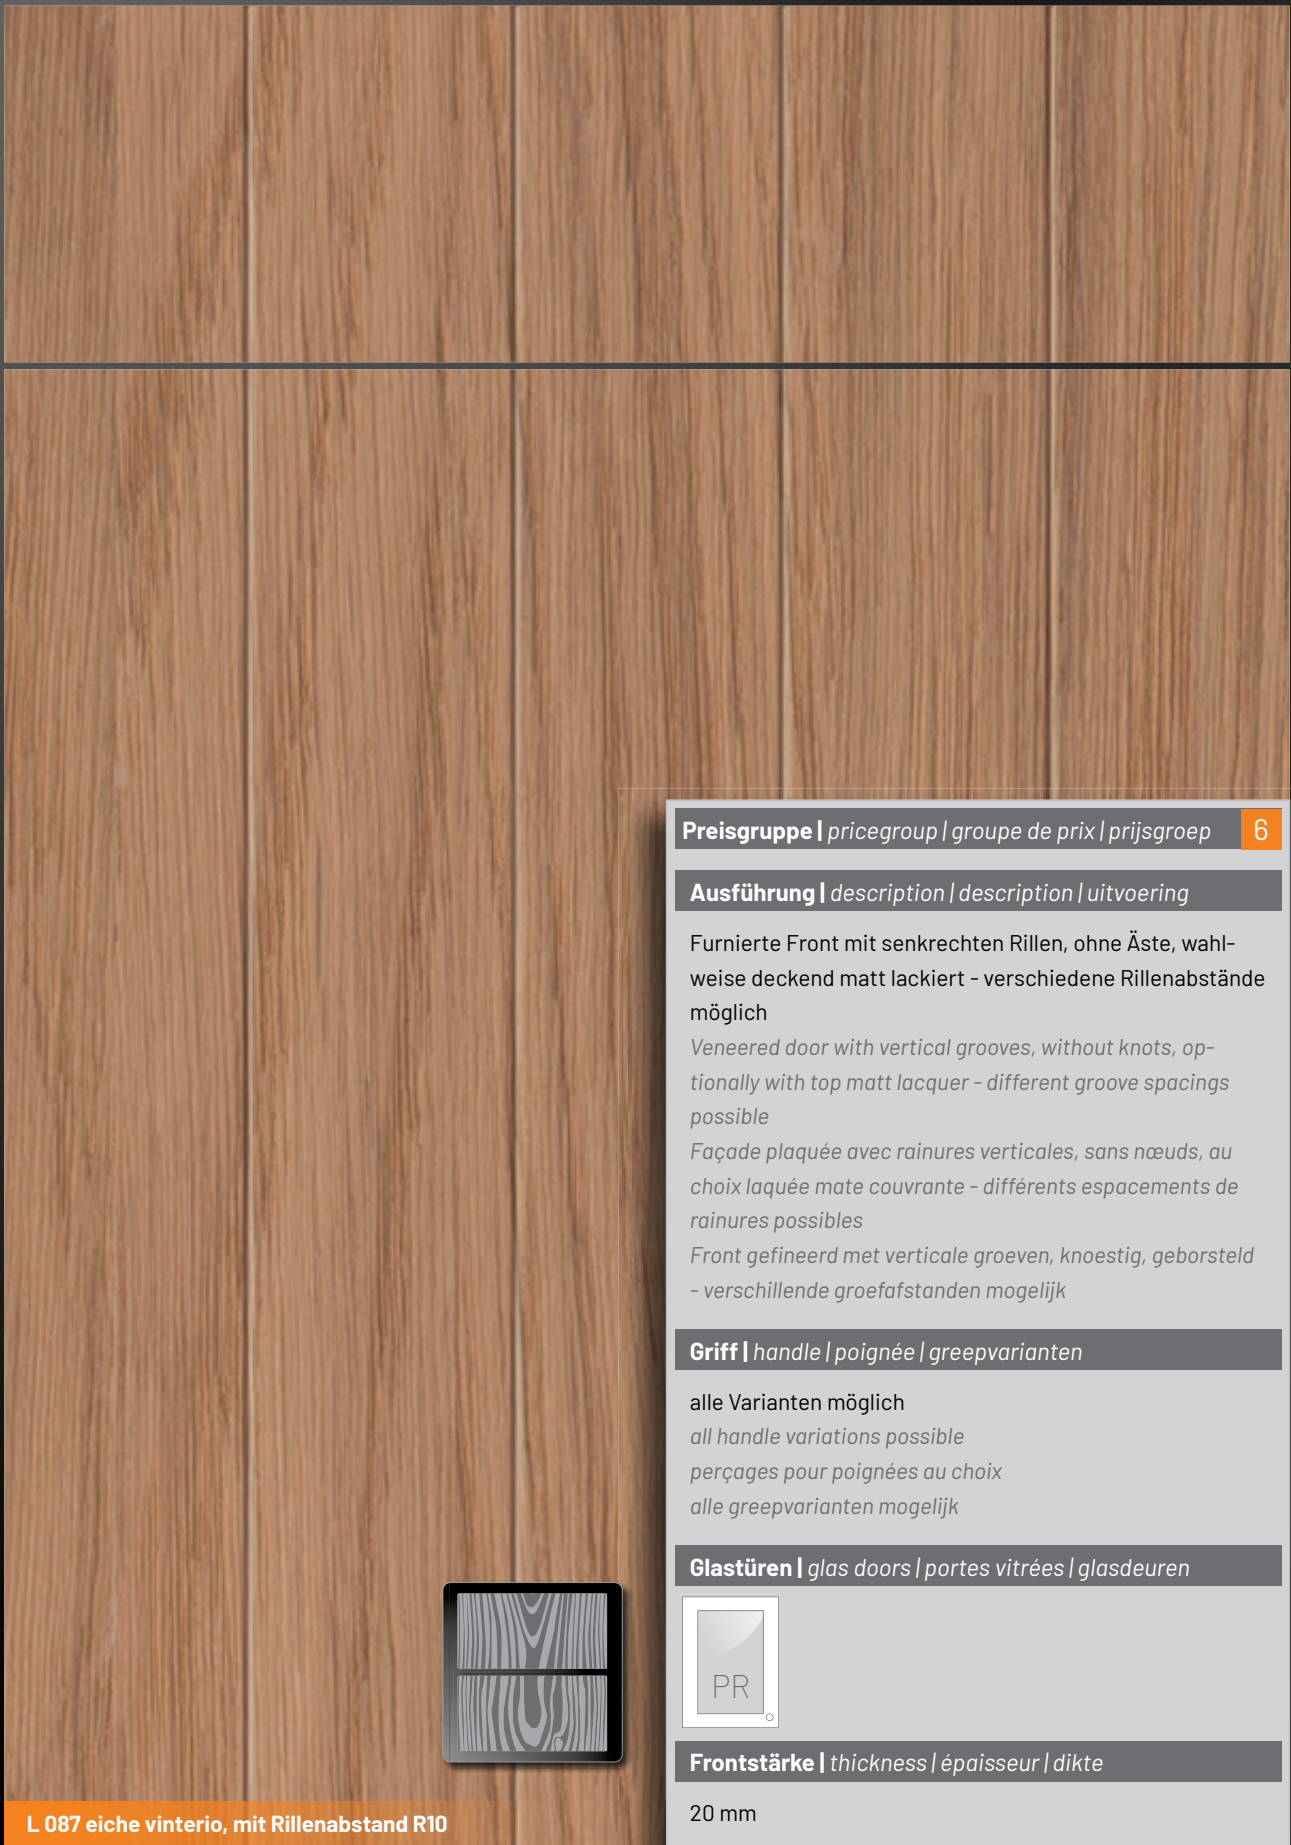 Preisgruppe | pricegroup | groupe de prix | prijsgroep 6
Ausführung | description | description | uitvoering
Furnierte Front mit senkrechten Rillen, ohne Äste, wahl-
weise deckend matt lackiert - verschiedene Rillenabstände
möglich
Veneered door with vertical grooves, without knots, op-
tionally with top matt lacquer - different groove spacings
possible
Façade plaquée avec rainures verticales, sans nœuds, au
choix laquée mate couvrante - différents espacements de
rainures possibles
Front gefineerd met verticale groeven, knoestig, geborsteld
- verschillende groefafstanden mogelijk
Griff | handle | poignée | greepvarianten
alle Varianten möglich
all handle variations possible
perçages pour poignées au choix
alle greepvarianten mogelijk
Glastüren | glas doors | portes vitrées | glasdeuren
PR
Frontstärke | thickness | épaisseur | dikte
20 mm
L 087 eiche vinterio, mit Rillenabstand R10